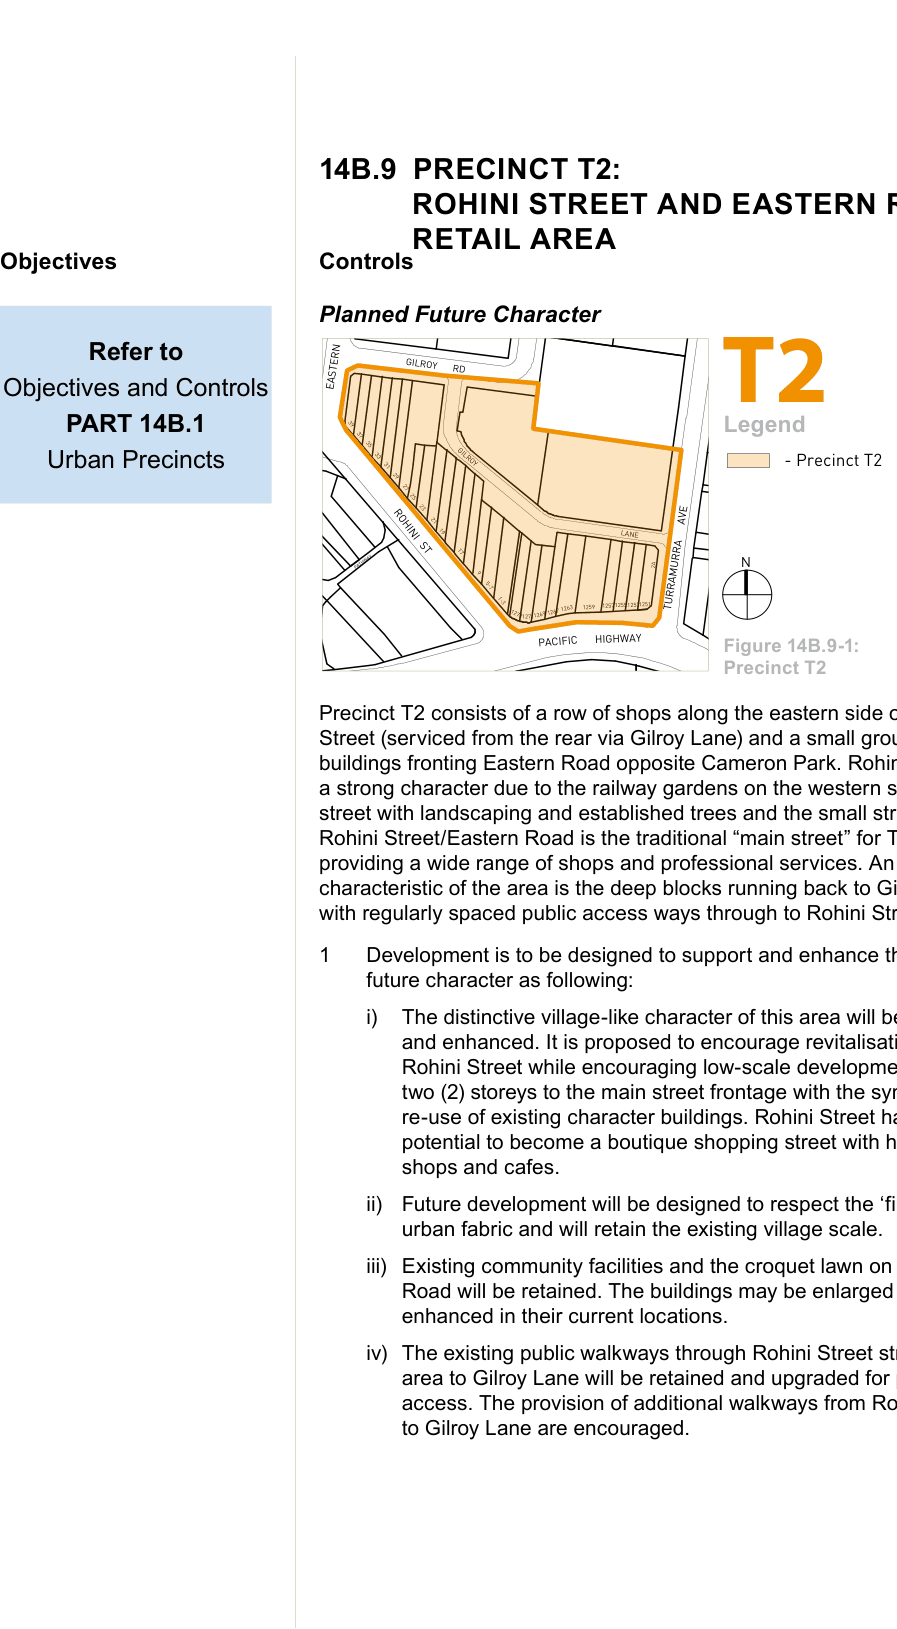 14B.9 PRECINCT T2:
ROHINI STREET AND EASTERN R
RETAIL AREA
Objectives
Controls
Refer to
Objectives and Controls
PART 14B.1
Urban Precincts
Planned Future Character
EASTERN
GILROY RD
GILROY
LANE
ROHINI ST
TURRAMURRA AVE
PACIFIC HIGHWAY
T2
Legend
- Precinct T2
N
Figure 14B.9-1:
Precinct T2
Precinct T2 consists of a row of shops along the eastern side o
Street (serviced from the rear via Gilroy Lane) and a small grou
buildings fronting Eastern Road opposite Cameron Park. Rohin
a strong character due to the railway gardens on the western s
street with landscaping and established trees and the small str
Rohini Street/Eastern Road is the traditional “main street” for T
providing a wide range of shops and professional services. An
characteristic of the area is the deep blocks running back to Gi
with regularly spaced public access ways through to Rohini Str
1 Development is to be designed to support and enhance th
future character as following:
i) The distinctive village-like character of this area will be
and enhanced. It is proposed to encourage revitalisati
Rohini Street while encouraging low-scale developme
two (2) storeys to the main street frontage with the syn
re-use of existing character buildings. Rohini Street ha
potential to become a boutique shopping street with h
shops and cafes.
ii) Future development will be designed to respect the ‘fi
urban fabric and will retain the existing village scale.
iii) Existing community facilities and the croquet lawn on
Road will be retained. The buildings may be enlarged
enhanced in their current locations.
iv) The existing public walkways through Rohini Street str
area to Gilroy Lane will be retained and upgraded for p
access. The provision of additional walkways from Ro
to Gilroy Lane are encouraged.